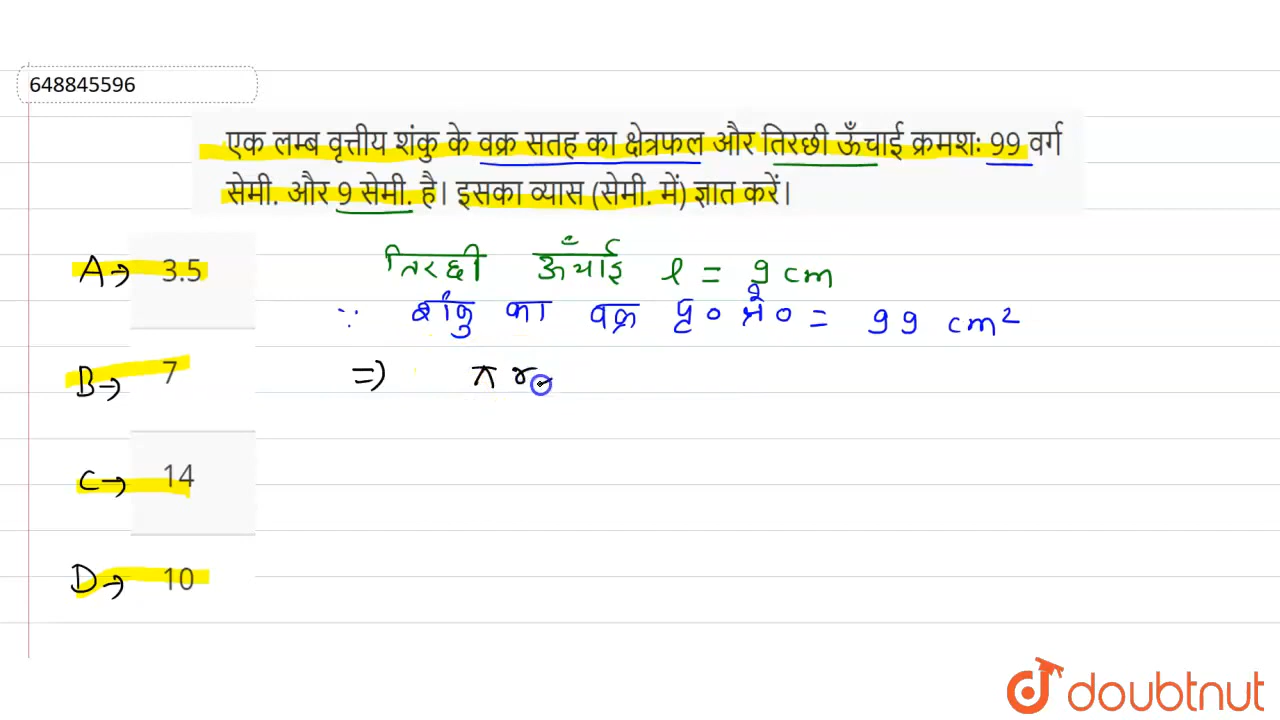 648845596
एक लम्ब वृत्तीय शंकु के वक्र सतह का क्षेत्रफल और तिरछी ऊँचाई क्रमशः 99 वर्ग
सेमी. और 9 सेमी. है। इसका व्यास (सेमी. में) ज्ञात करें।
तिरछी ऊँचाई l = 9 cm
A→ 3.5
∵ शंकु का वक्र पृ० क्षे० = 99 cm²
B→ 7
⇒ π r
C→ 14
D→ 10
doubtnut